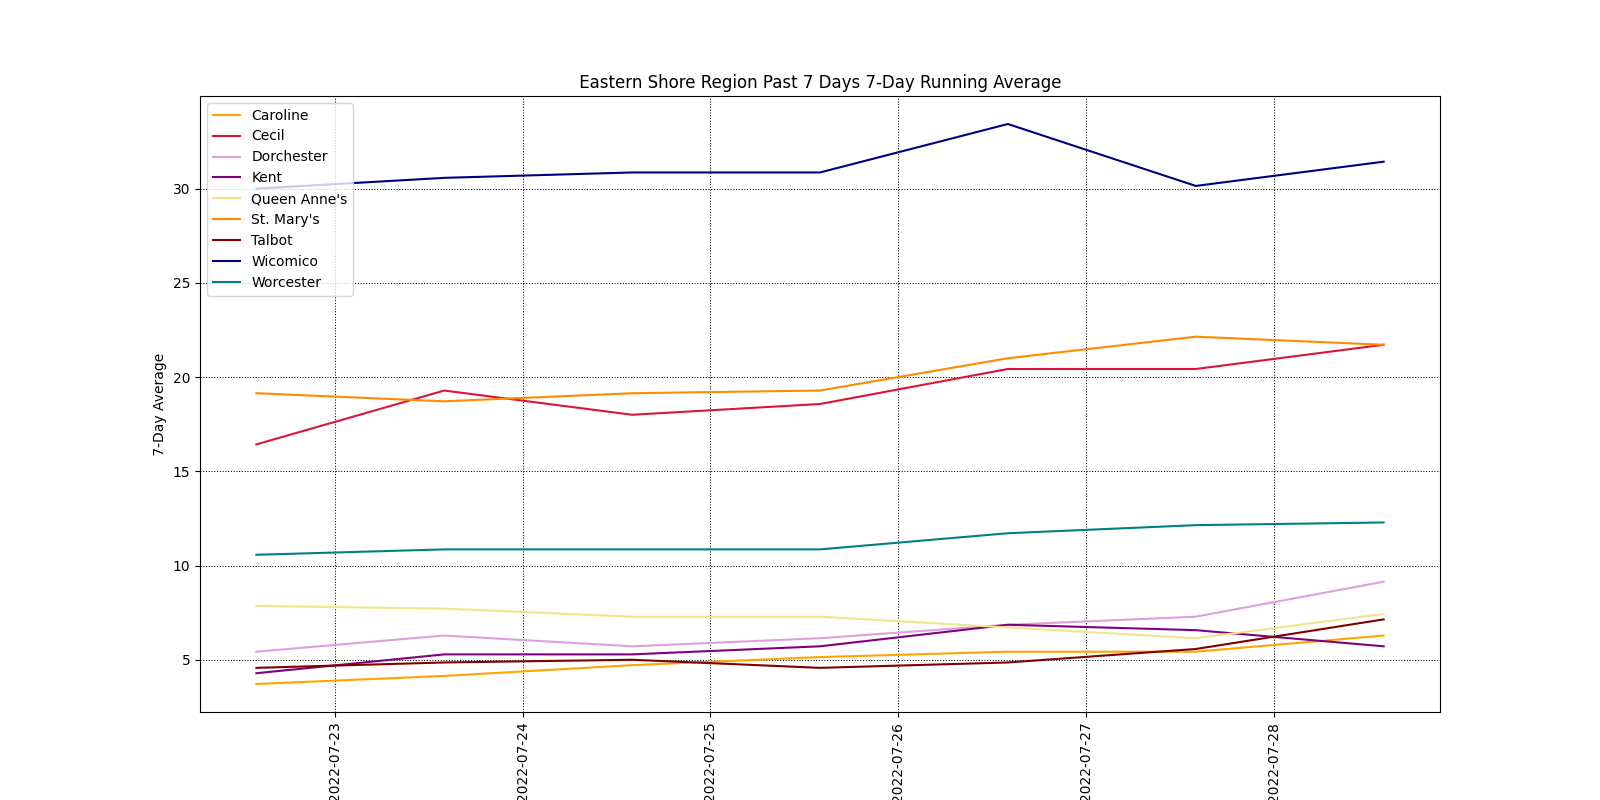 Eastern Shore Region Past 7 Days 7-Day Running Average
Caroline
Cecil
Dorchester
Kent
Queen Anne's
St. Mary's
Talbot
Wicomico
Worcester
7-Day Average
30
25
20
15
10
5
2022-07-23
2022-07-24
2022-07-25
2022-07-26
2022-07-27
2022-07-28